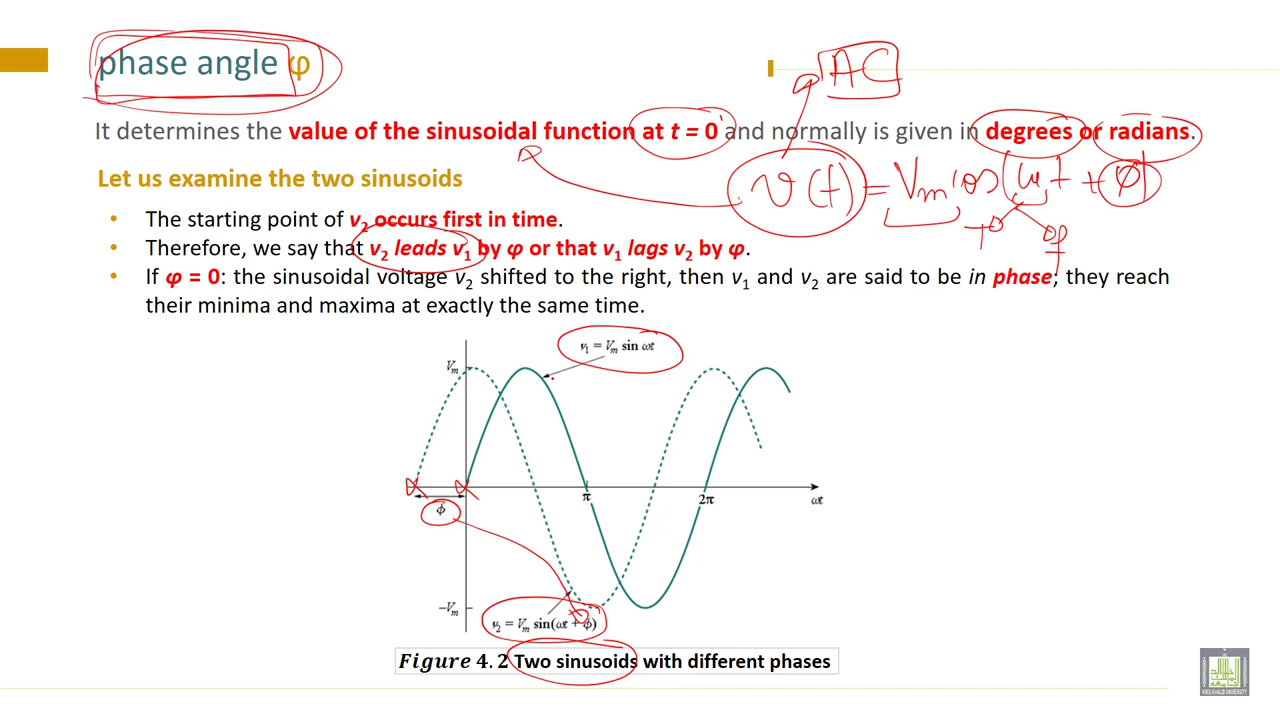 phase angle φ
AC
It determines the value of the sinusoidal function at t = 0 and normally is given in degrees or radians.
v(t) = Vm cos(ωt + φ)
Let us examine the two sinusoids
• The starting point of v2 occurs first in time.
• Therefore, we say that v2 leads v1 by φ or that v1 lags v2 by φ.
• If φ = 0: the sinusoidal voltage v2 shifted to the right, then v1 and v2 are said to be in phase; they reach
their minima and maxima at exactly the same time.
v1 = Vm sin ωt
Vm
π
2π
ωt
ϕ
−Vm
v2 = Vm sin(ωt + ϕ)
Figure 4.2 Two sinusoids with different phases
KING KHALID UNIVERSITY